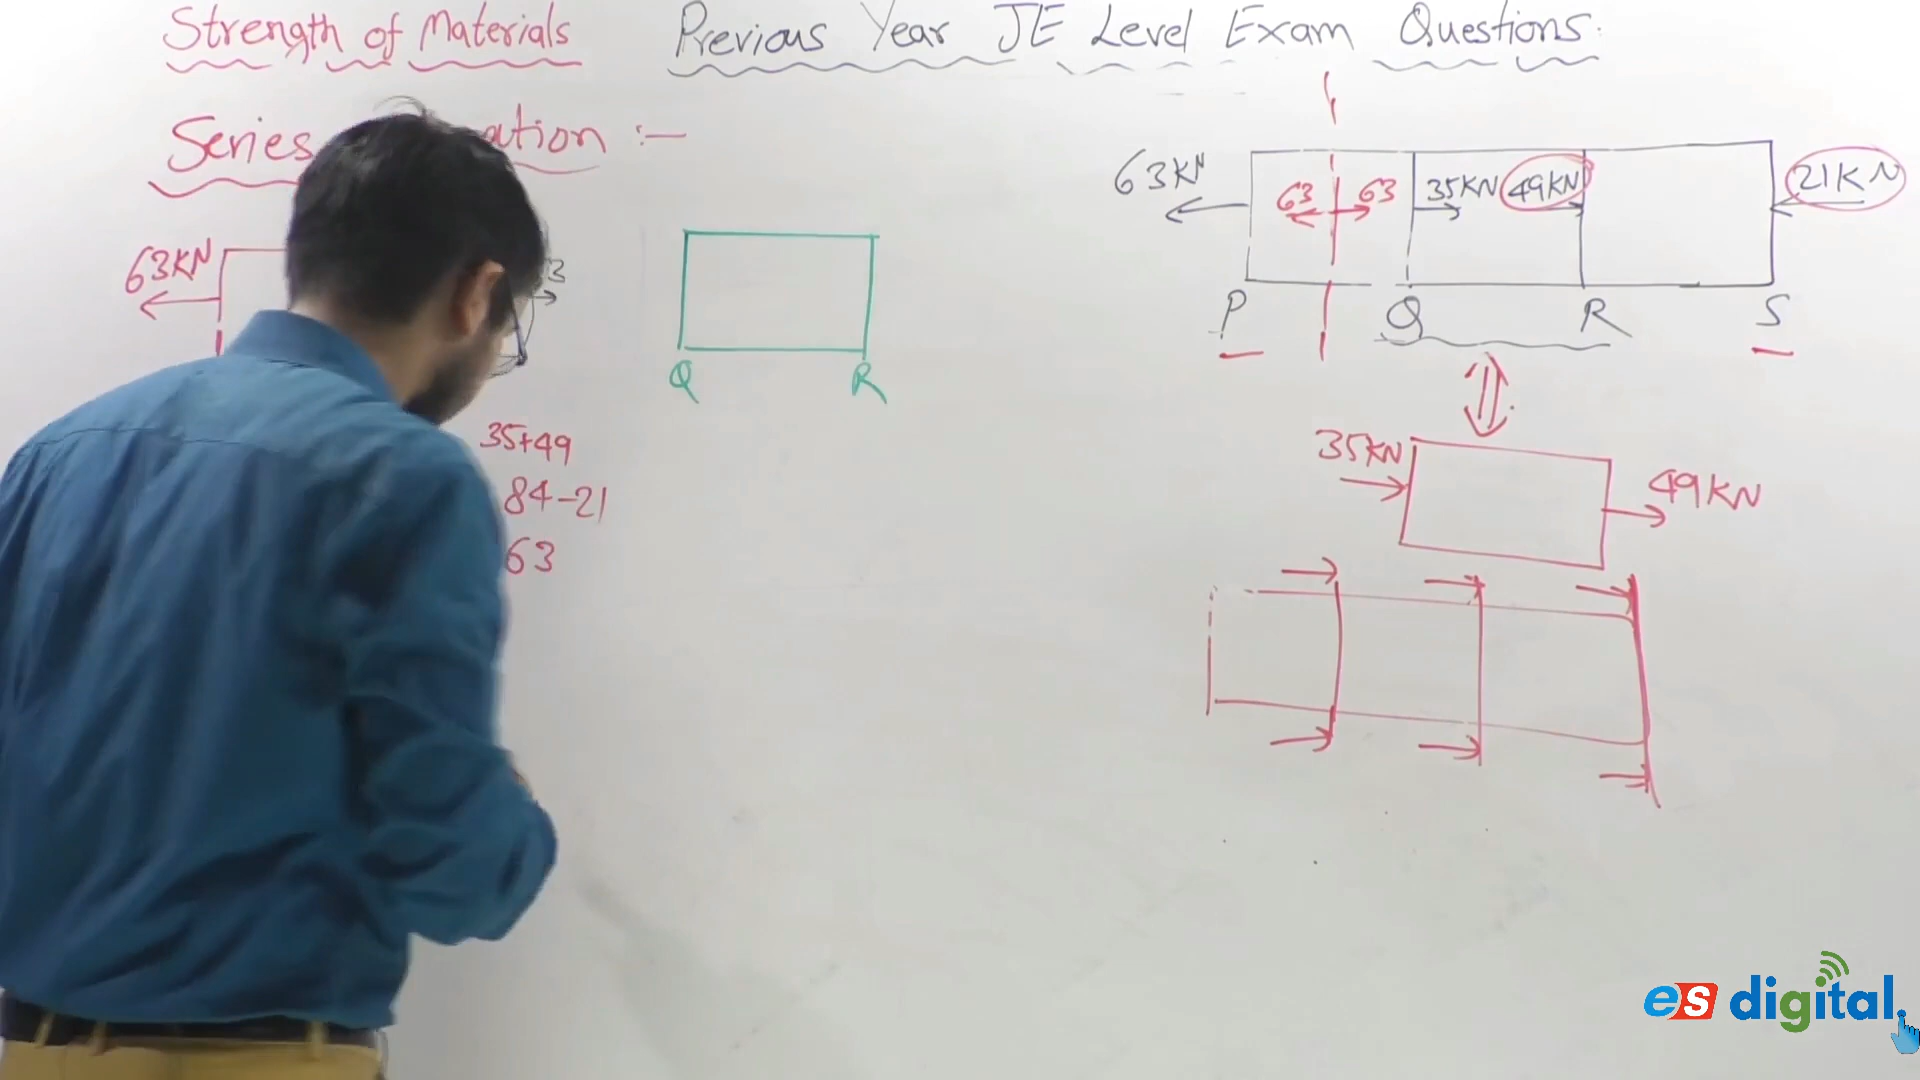 Strength of Materials Previous Year JE Level Exam Questions:
Series ation :-
63KN 63 63 35KN 49KN 21KN
P Q R S
63KN 3
Q R
35+49
84-21
63
35KN 49KN
es digital.